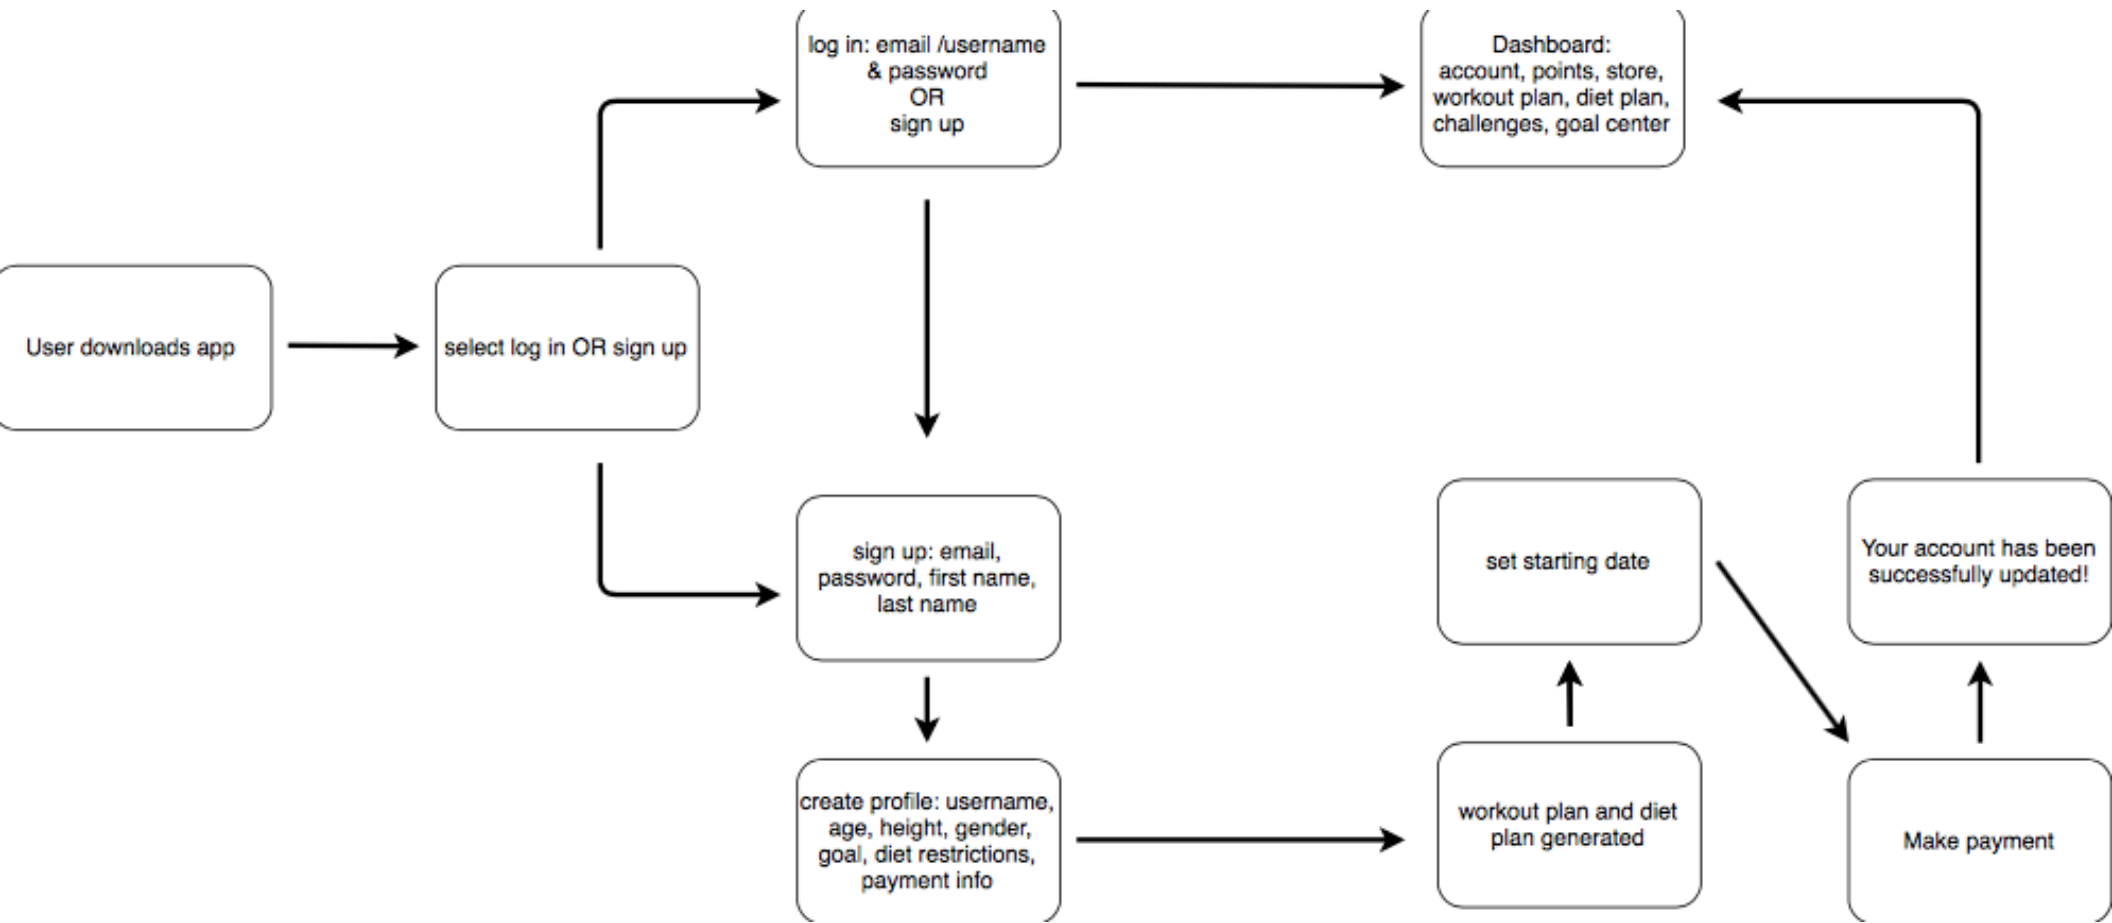 log in: email /username
& password
OR
sign up
Dashboard:
account, points, store,
workout plan, diet plan,
challenges, goal center
User downloads app
select log in OR sign up
sign up: email,
password, first name,
last name
set starting date
Your account has been
successfully updated!
create profile: username,
age, height, gender,
goal, diet restrictions,
payment info
workout plan and diet
plan generated
Make payment